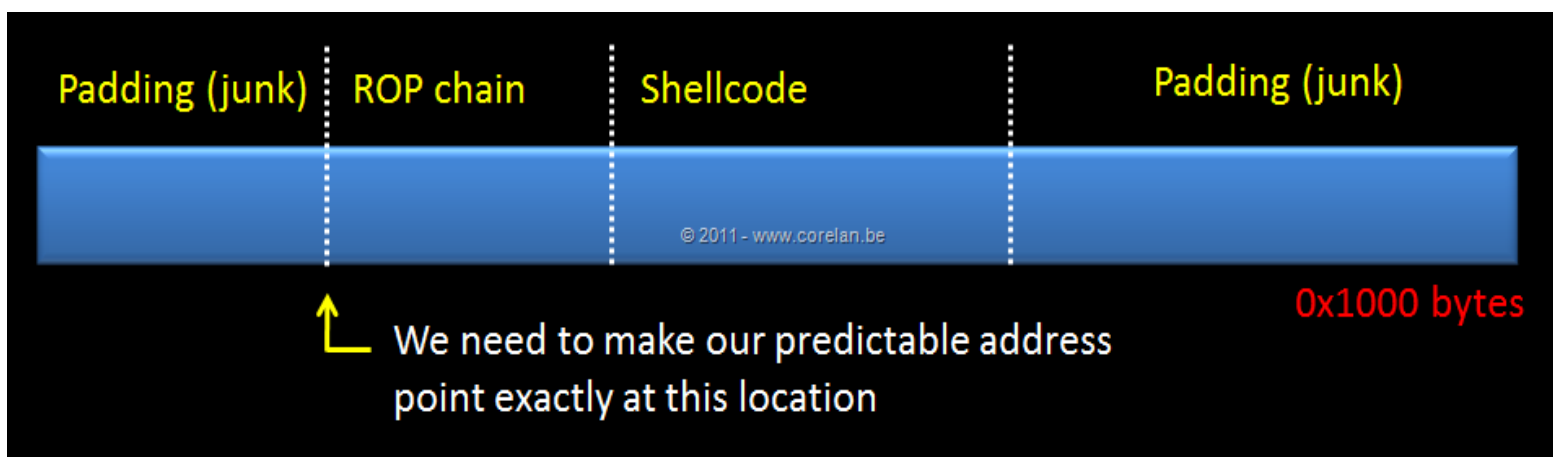 Padding (junk)
ROP chain
Shellcode
Padding (junk)
© 2011 - www.corelan.be
0x1000 bytes
We need to make our predictable address
point exactly at this location